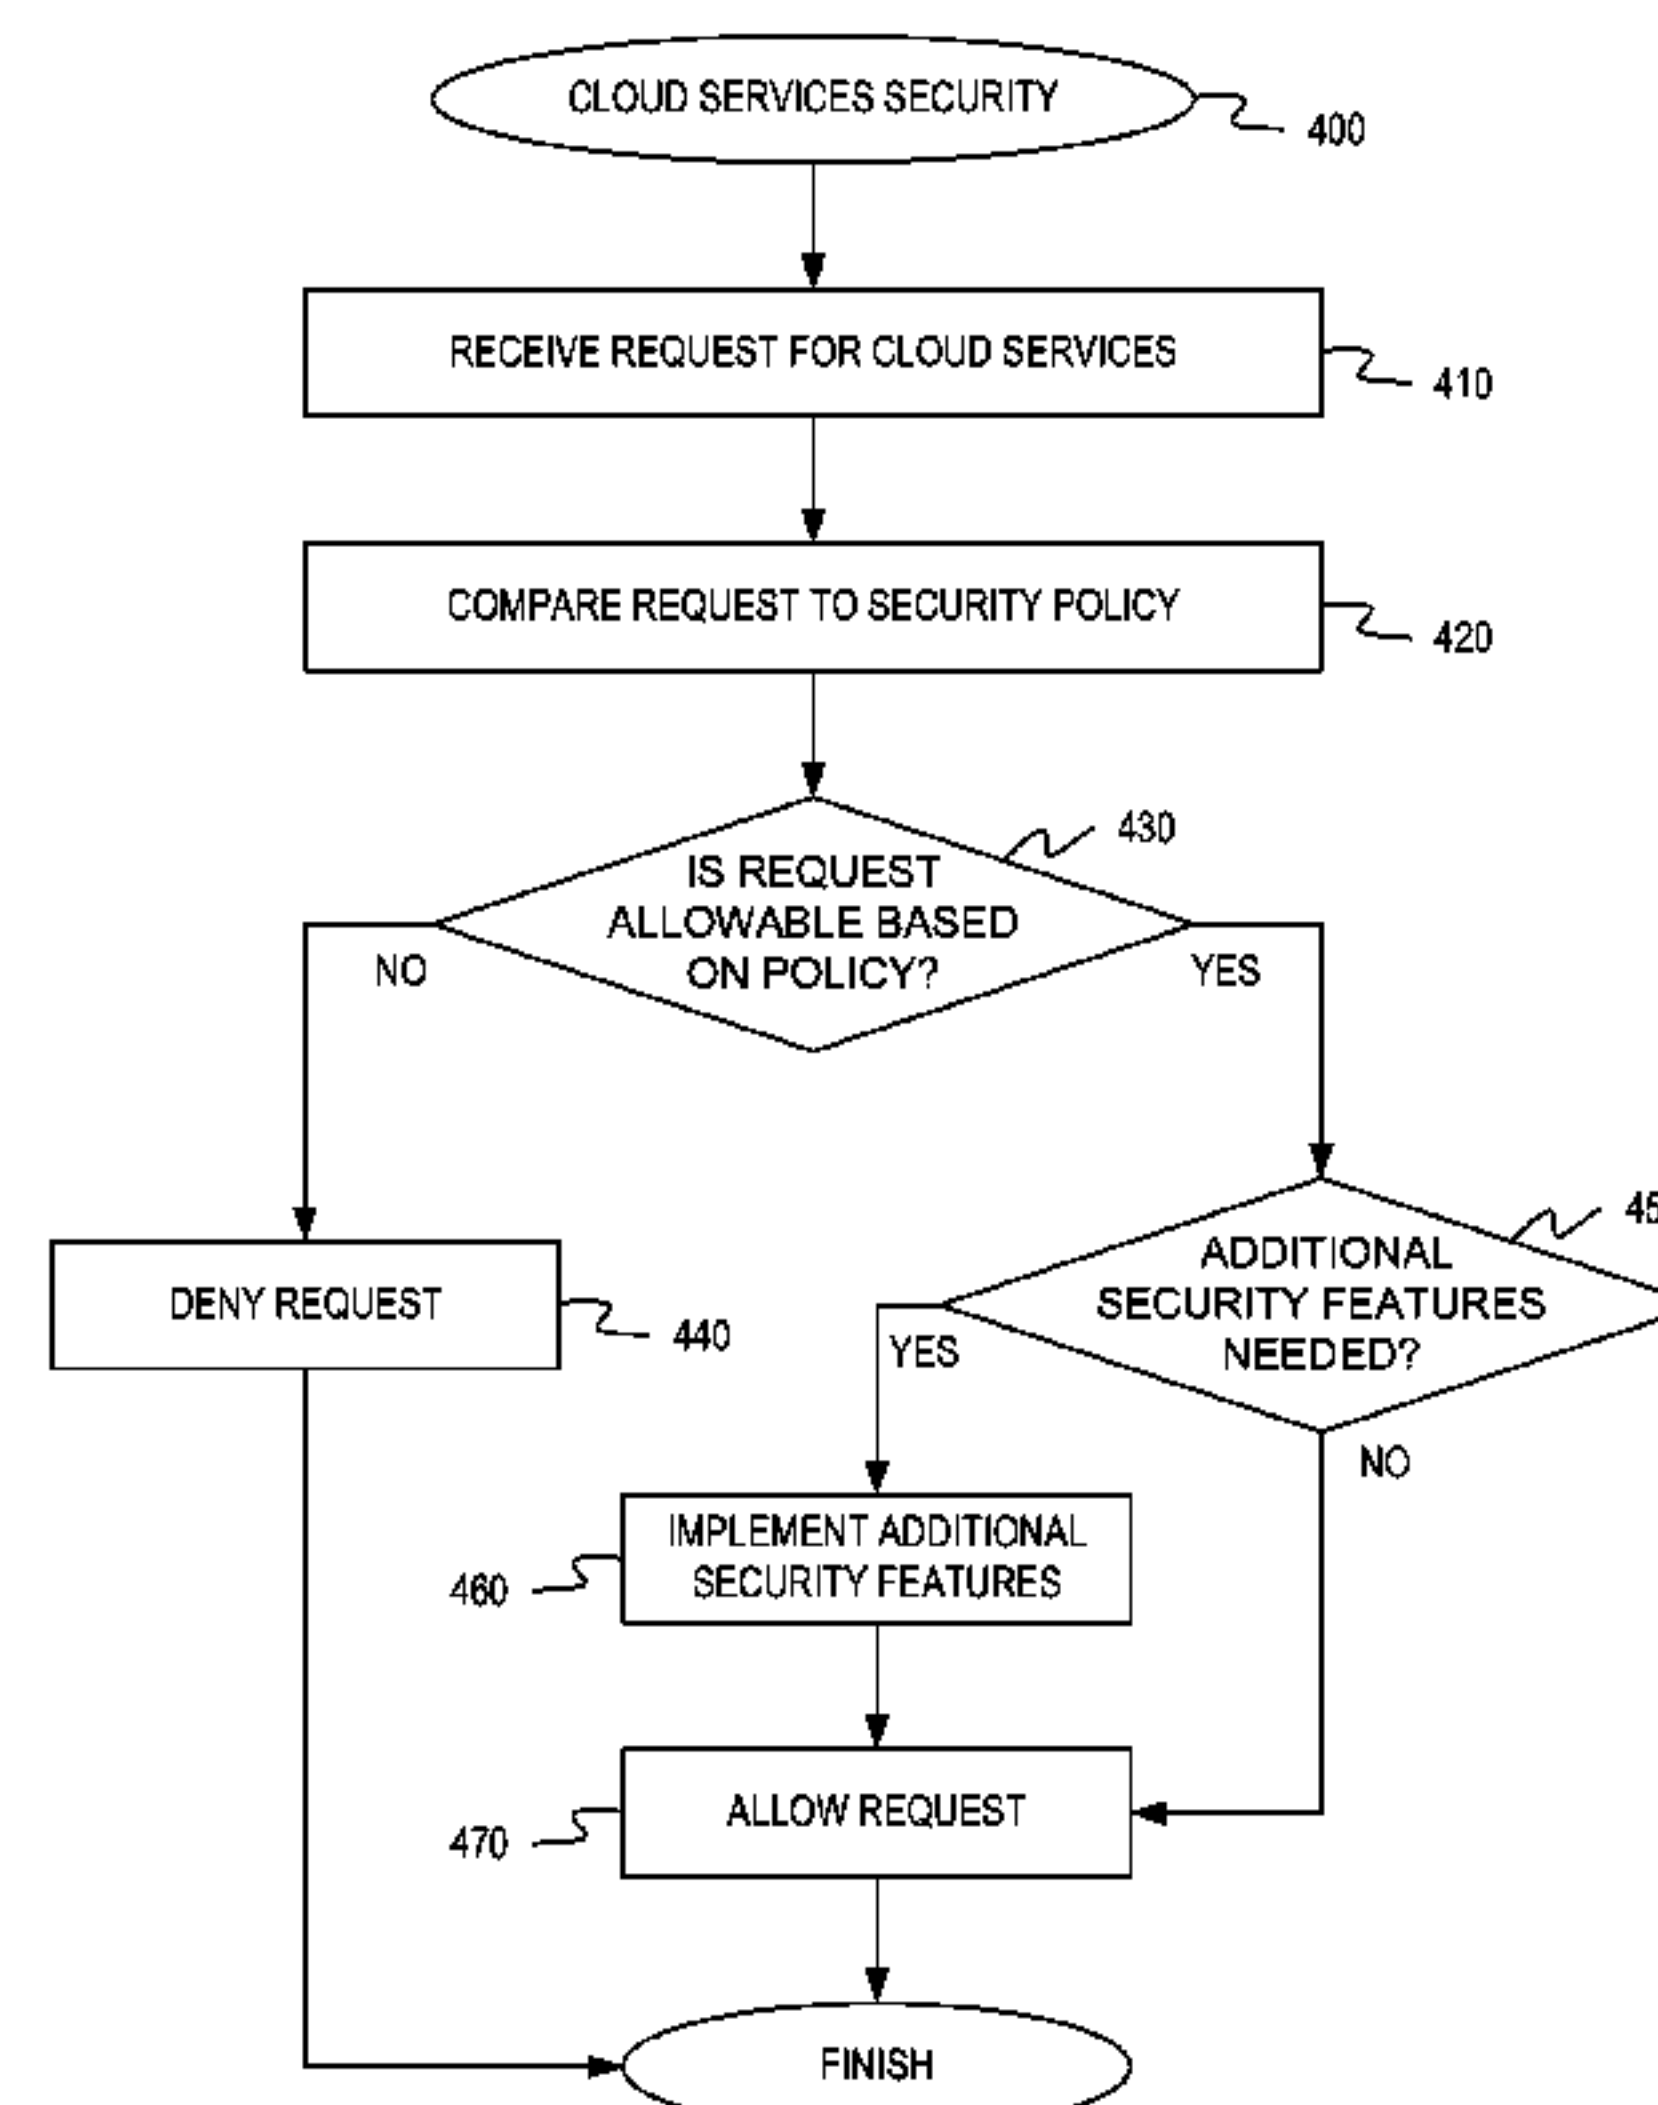 CLOUD SERVICES SECURITY
400
RECEIVE REQUEST FOR CLOUD SERVICES
410
COMPARE REQUEST TO SECURITY POLICY
420
430
IS REQUEST
ALLOWABLE BASED
ON POLICY?
NO
YES
ADDITIONAL
SECURITY FEATURES
NEEDED?
DENY REQUEST
440
YES
NO
IMPLEMENT ADDITIONAL
SECURITY FEATURES
460
ALLOW REQUEST
470
FINISH